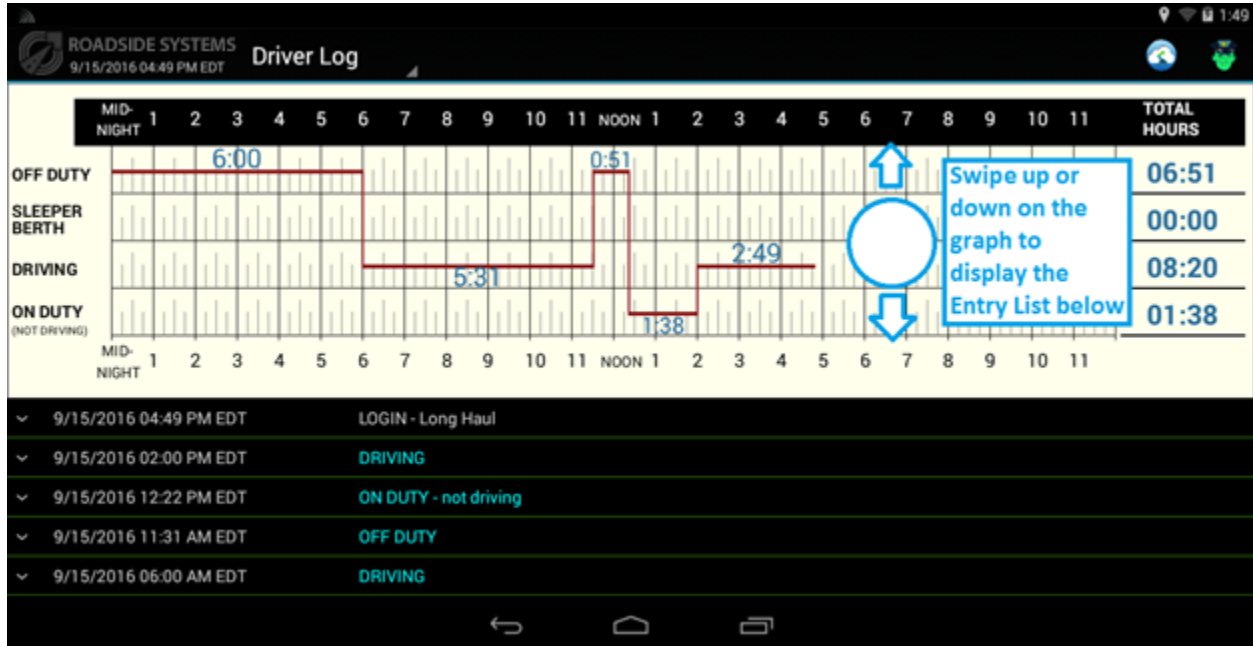 1:49
ROADSIDE SYSTEMS
9/15/2016 04:49 PM EDT
Driver Log
MID-NIGHT 1 2 3 4 5 6 7 8 9 10 11 NOON 1 2 3 4 5 6 7 8 9 10 11 TOTAL HOURS
6:00 0:51
OFF DUTY 06:51
SLEEPER BERTH 00:00
DRIVING 5:31 2:49 08:20
ON DUTY 01:38
(NOT DRIVING) 1:38
Swipe up or
down on the
graph to
display the
Entry List below
MID-NIGHT 1 2 3 4 5 6 7 8 9 10 11 NOON 1 2 3 4 5 6 7 8 9 10 11
9/15/2016 04:49 PM EDT LOGIN - Long Haul
9/15/2016 02:00 PM EDT DRIVING
9/15/2016 12:22 PM EDT ON DUTY - not driving
9/15/2016 11:31 AM EDT OFF DUTY
9/15/2016 06:00 AM EDT DRIVING